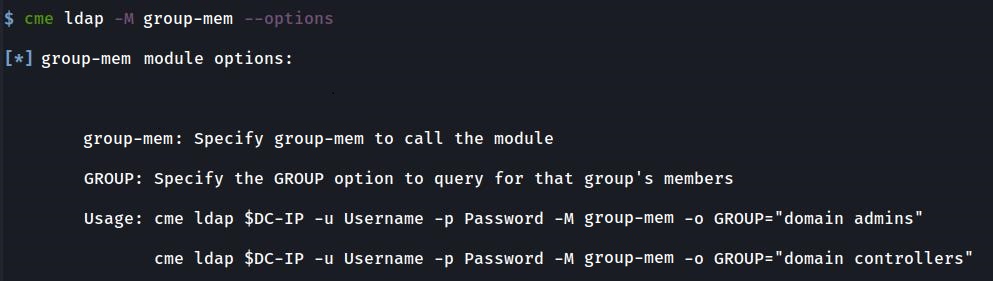 $ cme ldap -M group-mem --options
[*] group-mem module options:
group-mem: Specify group-mem to call the module
GROUP: Specify the GROUP option to query for that group's members
Usage: cme ldap $DC-IP -u Username -p Password -M group-mem -o GROUP="domain admins"
cme ldap $DC-IP -u Username -p Password -M group-mem -o GROUP="domain controllers"